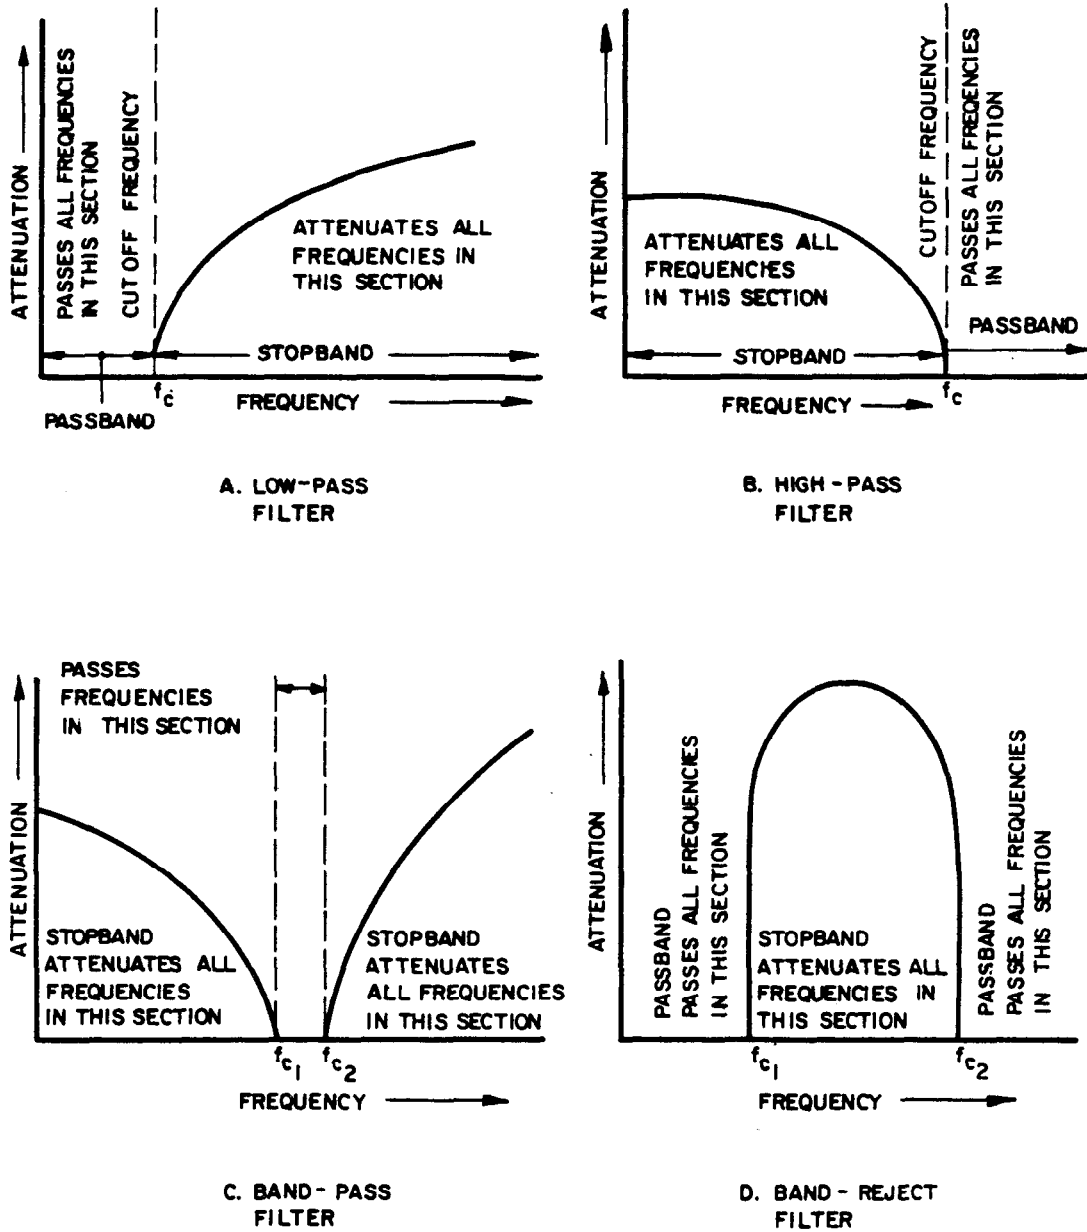 ATTENUATION
PASSES ALL FREQUENCIES
IN THIS SECTION
CUTOFF FREQUENCY
ATTENUATES ALL
FREQUENCIES IN
THIS SECTION
STOPBAND
fc
FREQUENCY
PASSBAND
A. LOW-PASS
FILTER
ATTENUATION
ATTENUATES ALL
FREQUENCIES
IN THIS SECTION
CUTOFF FREQUENCY
PASSES ALL FREQENCIES
IN THIS SECTION
PASSBAND
STOPBAND
fc
FREQUENCY
B. HIGH-PASS
FILTER
PASSES
FREQUENCIES
IN THIS SECTION
ATTENUATION
STOPBAND
ATTENUATES ALL
FREQUENCIES
IN THIS SECTION
STOPBAND
ATTENUATES
ALL FREQUENCIES
IN THIS SECTION
fc1
fc2
FREQUENCY
C. BAND-PASS
FILTER
ATTENUATION
PASSBAND
PASSES ALL FREQUENCIES
IN THIS SECTION
STOPBAND
ATTENUATES ALL
FREQUENCIES IN
THIS SECTION
PASSBAND
PASSES ALL FREQUENCIES
IN THIS SECTION
fc1
fc2
FREQUENCY
D. BAND-REJECT
FILTER